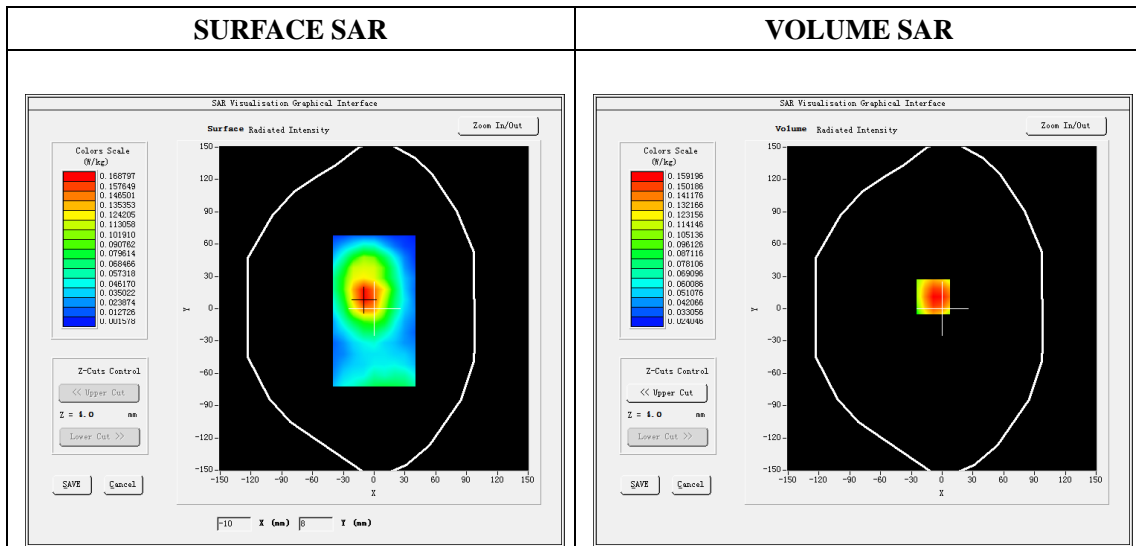 SURFACE SAR
SAR Visualisation Graphical Interface
Surface Radiated Intensity
Zoom In/Out
Colors Scale
(W/kg)
0.168797
0.157649
0.146501
0.135353
0.124205
0.113058
0.101910
0.090762
0.079614
0.068466
0.057318
0.046170
0.035022
0.023874
0.012726
0.001578
Z-Cuts Control
<< Upper Cut
Z = 4.0 mm
Lower Cut >>
SAVE Cancel
150
120
90
60
30
0
-30
-60
-90
-120
-150
Y
-150 -120 -90 -60 -30 0 30 60 90 120 150
X
-10 X (mm) 8 Y (mm)
VOLUME SAR
SAR Visualisation Graphical Interface
Volume Radiated Intensity
Zoom In/Out
Colors Scale
(W/kg)
0.159196
0.150186
0.141176
0.132166
0.123156
0.114146
0.105136
0.096126
0.087116
0.078106
0.069096
0.060086
0.051076
0.042066
0.033056
0.024046
Z-Cuts Control
<< Upper Cut
Z = 4.0 mm
Lower Cut >>
SAVE Cancel
150
120
90
60
30
0
-30
-60
-90
-120
-150
Y
-150 -120 -90 -60 -30 0 30 60 90 120 150
X